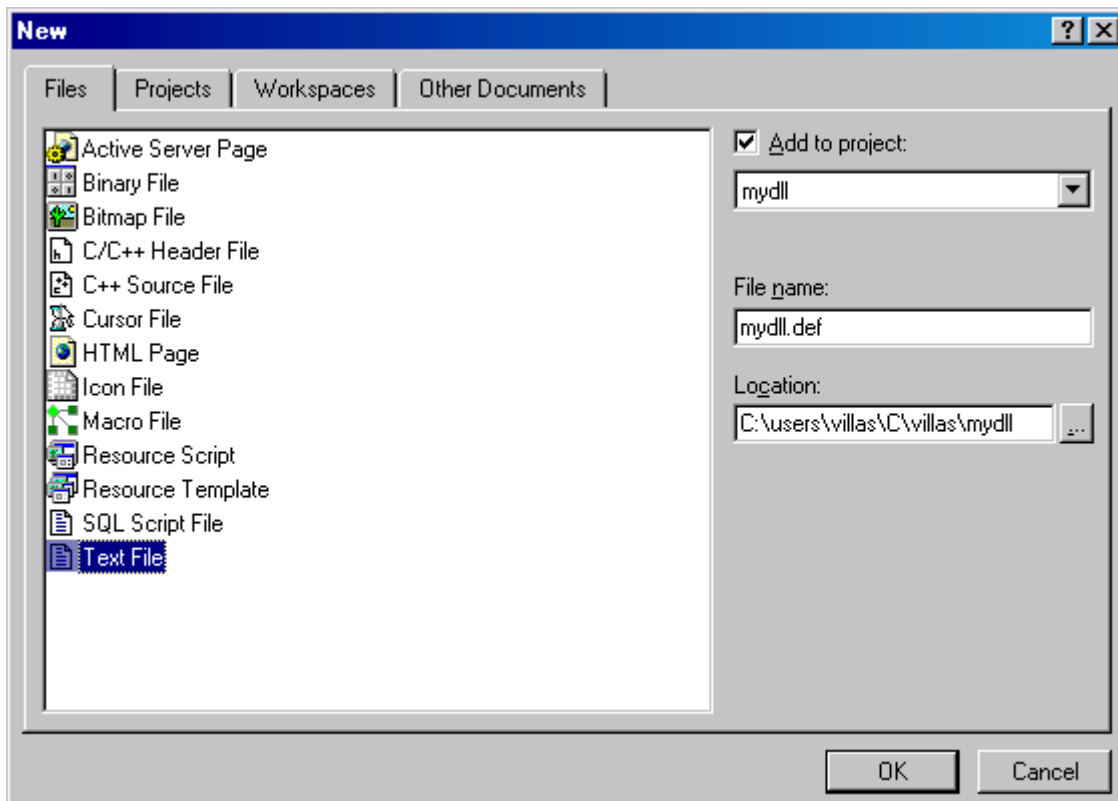 New
Files
Projects
Workspaces
Other Documents
Active Server Page
Binary File
Bitmap File
C/C++ Header File
C++ Source File
Cursor File
HTML Page
Icon File
Macro File
Resource Script
Resource Template
SQL Script File
Text File
Add to project:
mydll
File name:
mydll.def
Location:
C:\users\villas\C\villas\mydll
...
OK
Cancel